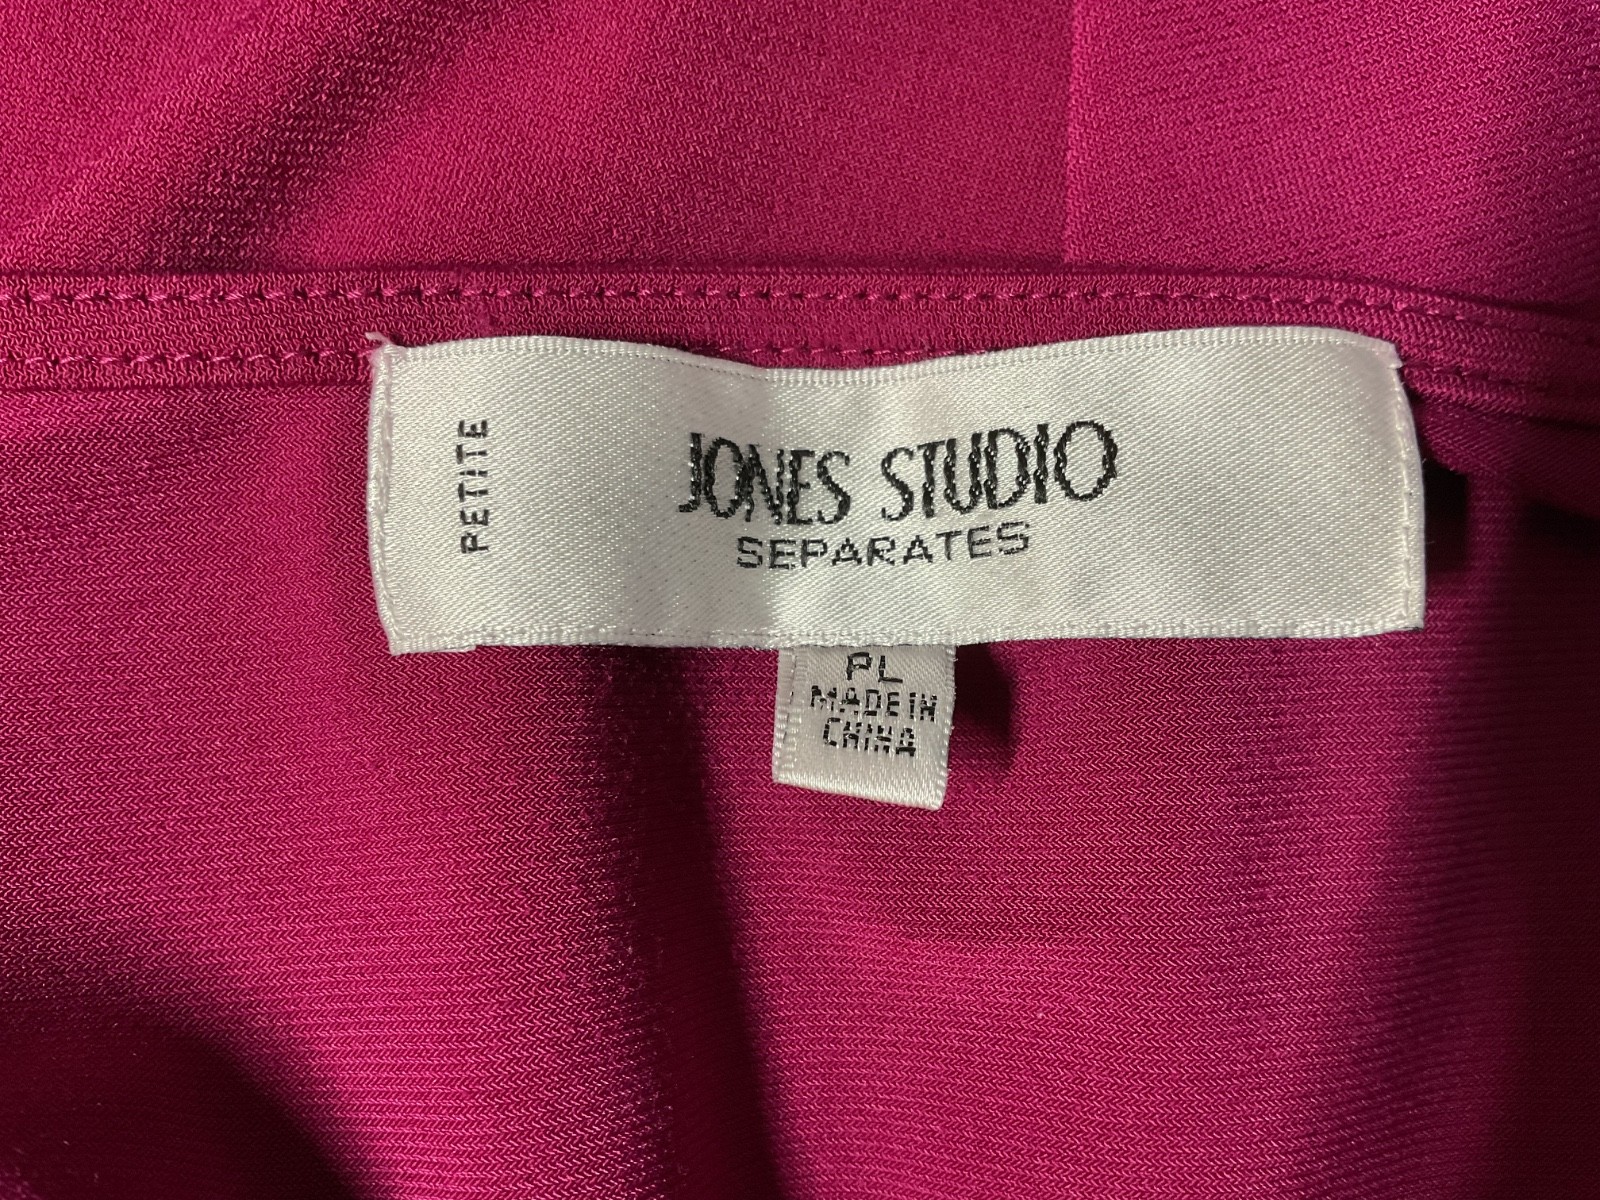 PETITE
JONES STUDIO
SEPARATES
PL
MADE IN
CHINA